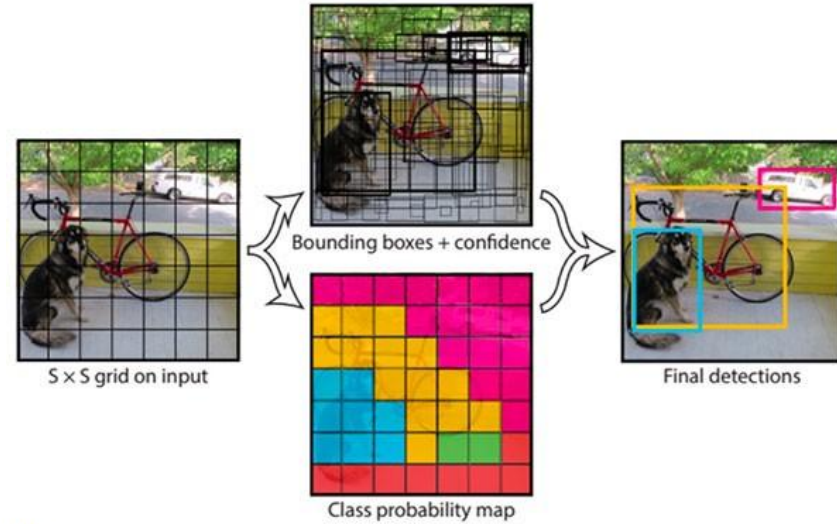 S × S grid on input
Bounding boxes + confidence
Class probability map
Final detections